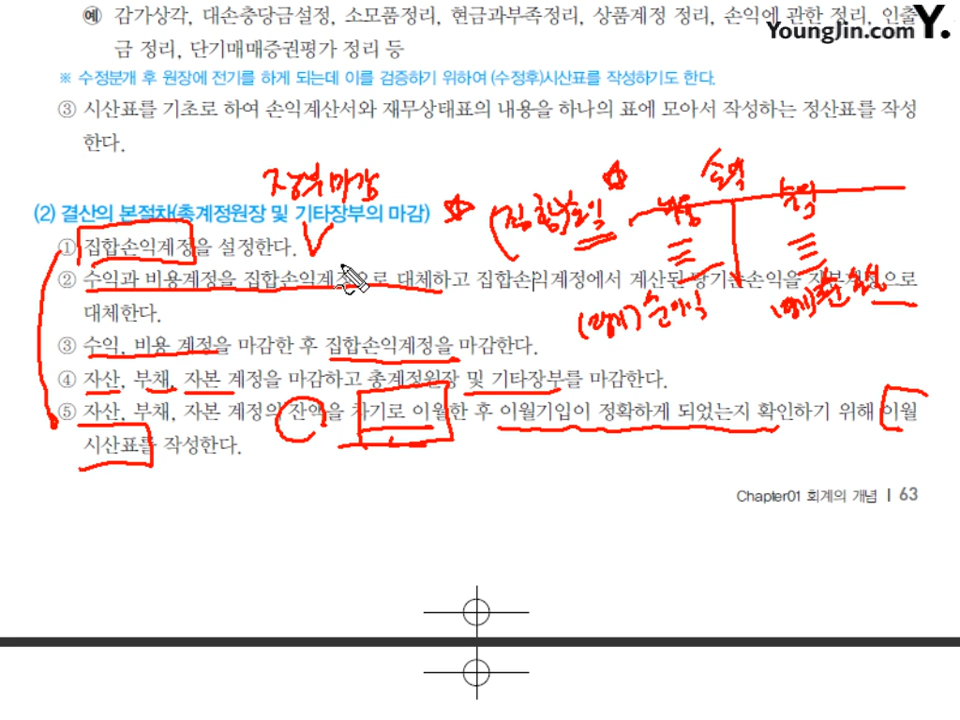 예 감가상각, 대손충당금설정, 소모품정리, 현금과부족정리, 상품계정 정리, 손익에 관한 정리, 인출
금 정리, 단기매매증권평가 정리 등
YoungJin.com Y.
※ 수정분개 후 원장에 전기를 하게 되는데 이를 검증하기 위하여 (수정후)시산표를 작성하기도 한다.
③ 시산표를 기초로 하여 손익계산서와 재무상태표의 내용을 하나의 표에 모아서 작성하는 정산표를 작성
한다.
장부마감
손익
(2) 결산의 본절차(총계정원장 및 기타장부의 마감)
(집합)손익
비용
수익
① 집합손익계정을 설정한다.
② 수익과 비용계정을 집합손익계정으로 대체하고 집합손익계정에서 계산된 당기순손익을 자본계정으로
대체한다.
순이익
순손실
③ 수익, 비용 계정을 마감한 후 집합손익계정을 마감한다.
④ 자산, 부채, 자본 계정을 마감하고 총계정원장 및 기타장부를 마감한다.
⑤ 자산, 부채, 자본 계정의 잔액을 차기로 이월한 후 이월기입이 정확하게 되었는지 확인하기 위해 이월
시산표를 작성한다.
Chapter01 회계의 개념 | 63